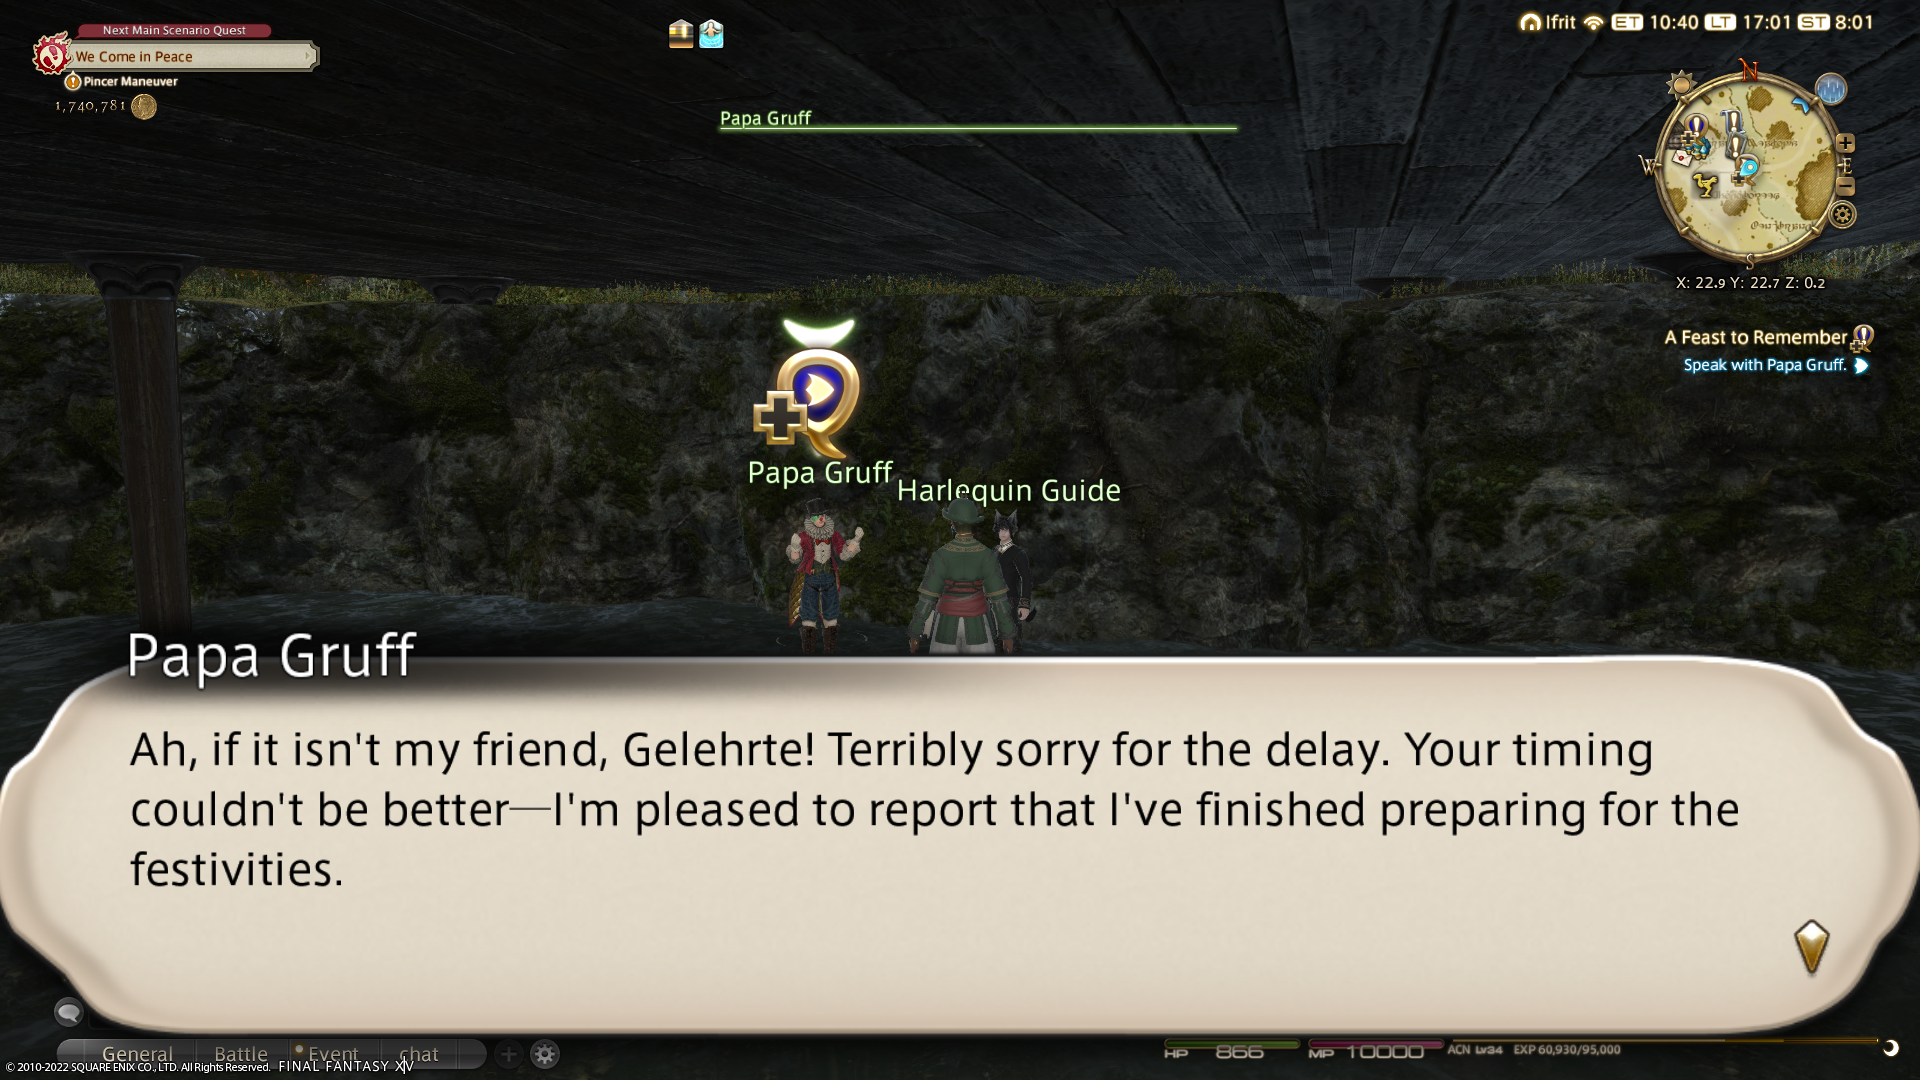 Next Main Scenario Quest
We Come in Peace
Pincer Maneuver
1,740,781
Ifrit ET 10:40 LT 17:01 ST 8:01
Papa Gruff
N
W
E
S
X: 22.9 Y: 22.7 Z: 0.2
A Feast to Remember
Speak with Papa Gruff.
Papa Gruff
Harlequin Guide
Papa Gruff
Ah, if it isn't my friend, Gelehrte! Terribly sorry for the delay. Your timing
couldn't be better—I'm pleased to report that I've finished preparing for the
festivities.
General Battle Event chat
HP 866 MP 10000 ACN Lv34 EXP 60,930/95,000
© 2010-2022 SQUARE ENIX CO., LTD. All Rights Reserved. FINAL FANTASY XIV